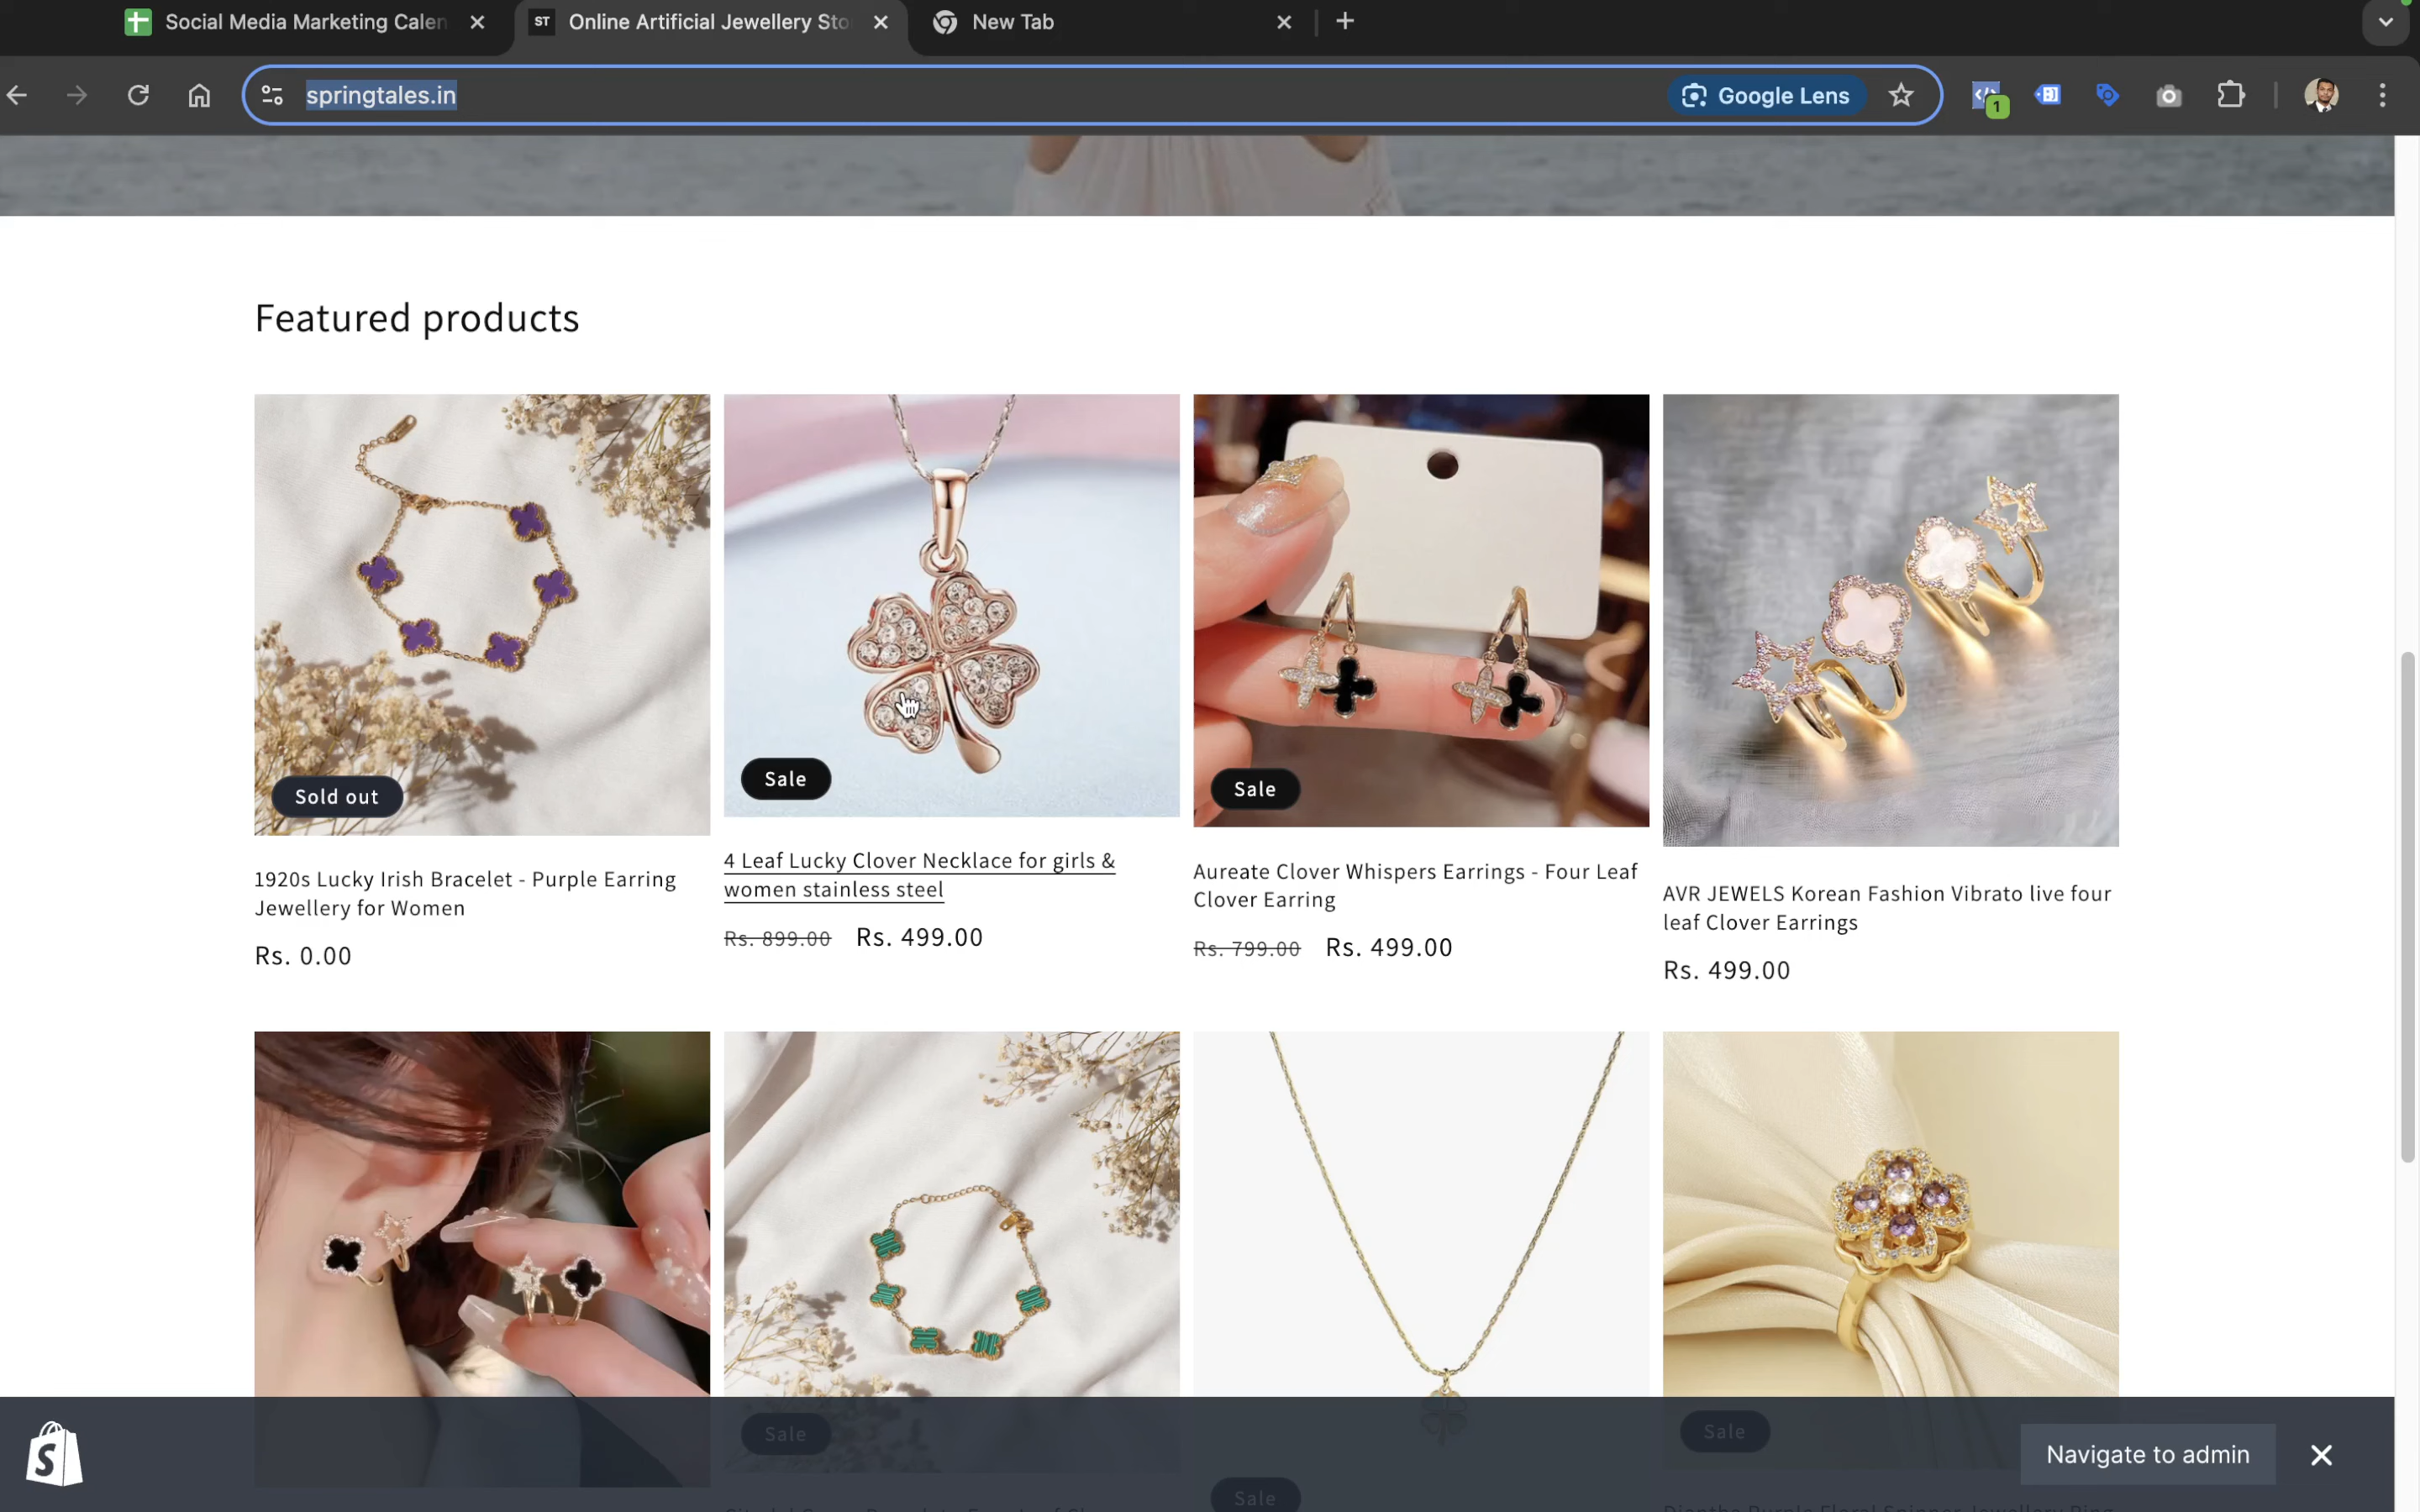 Social Media Marketing Calen
ST Online Artificial Jewellery Sto
New Tab
springtales.in
Google Lens
1
Featured products
Sold out
Sale
Sale
1920s Lucky Irish Bracelet - Purple Earring
Jewellery for Women
Rs. 0.00
4 Leaf Lucky Clover Necklace for girls &
women stainless steel
Rs. 899.00 Rs. 499.00
Aureate Clover Whispers Earrings - Four Leaf
Clover Earring
Rs. 799.00 Rs. 499.00
AVR JEWELS Korean Fashion Vibrato live four
leaf Clover Earrings
Rs. 499.00
Sale
Sale
Sale
Navigate to admin